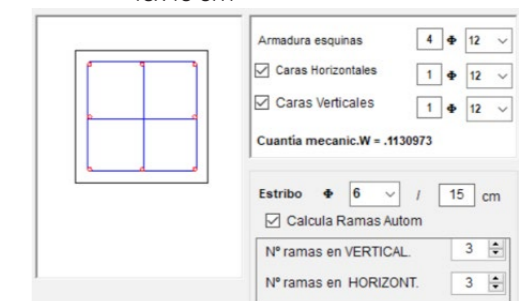 Armadura esquinas 4 Φ 12
Caras Horizontales 1 Φ 12
Caras Verticales 1 Φ 12
Cuantía mecanic.W = .1130973
Estribo Φ 6 / 15 cm
Calcula Ramas Autom
Nº ramas en VERTICAL. 3
Nº ramas en HORIZONT. 3